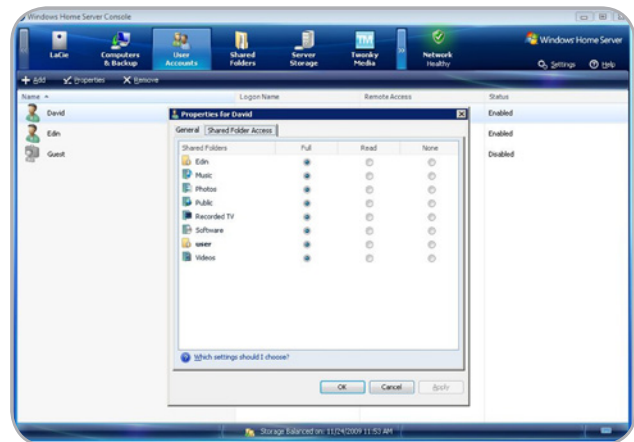 Windows Home Server Console
Windows Home Server
LaCie
Computers & Backup
User Accounts
Shared Folders
Server Storage
TM
Twonky Media
»
Network Healthy
Settings Help
Add Properties Remove
Name Logon Name Remote Access Status
David Enabled
Edin Enabled
Guest Disabled
Properties for David
General Shared Folder Access
Shared Folders Full Read None
Edin
Music
Photos
Public
Recorded TV
Software
user
Videos
Which settings should I choose?
OK Cancel Apply
Storage Balanced on: 11/24/2009 11:53 AM